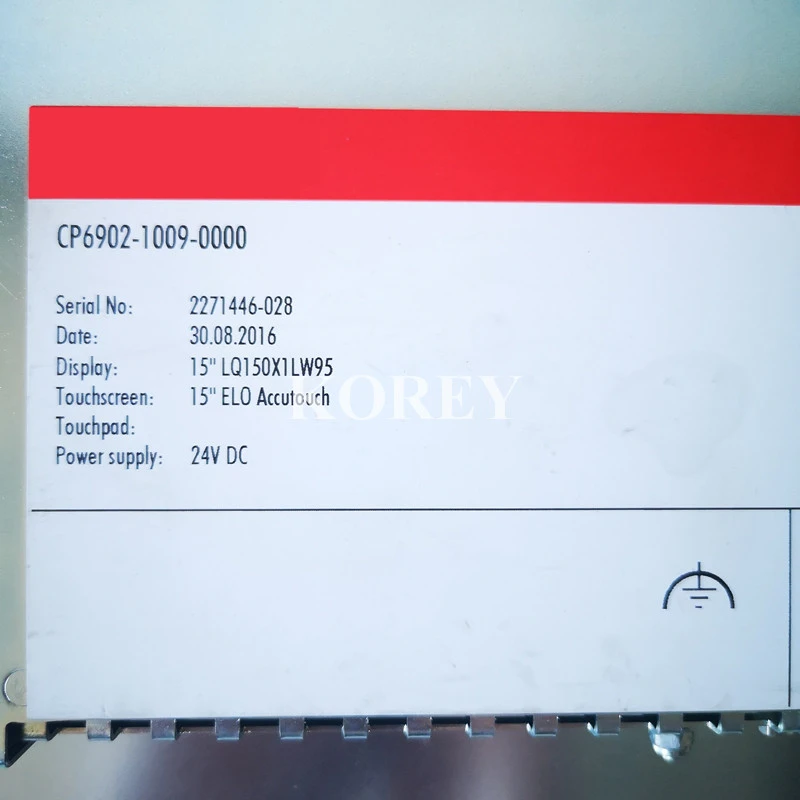 CP6902-1009-0000
Serial No: 2271446-028
Date: 30.08.2016
Display: 15" LQ150X1LW95
Touchscreen: 15" ELO Accutouch
KOREY
Touchpad:
Power supply: 24V DC